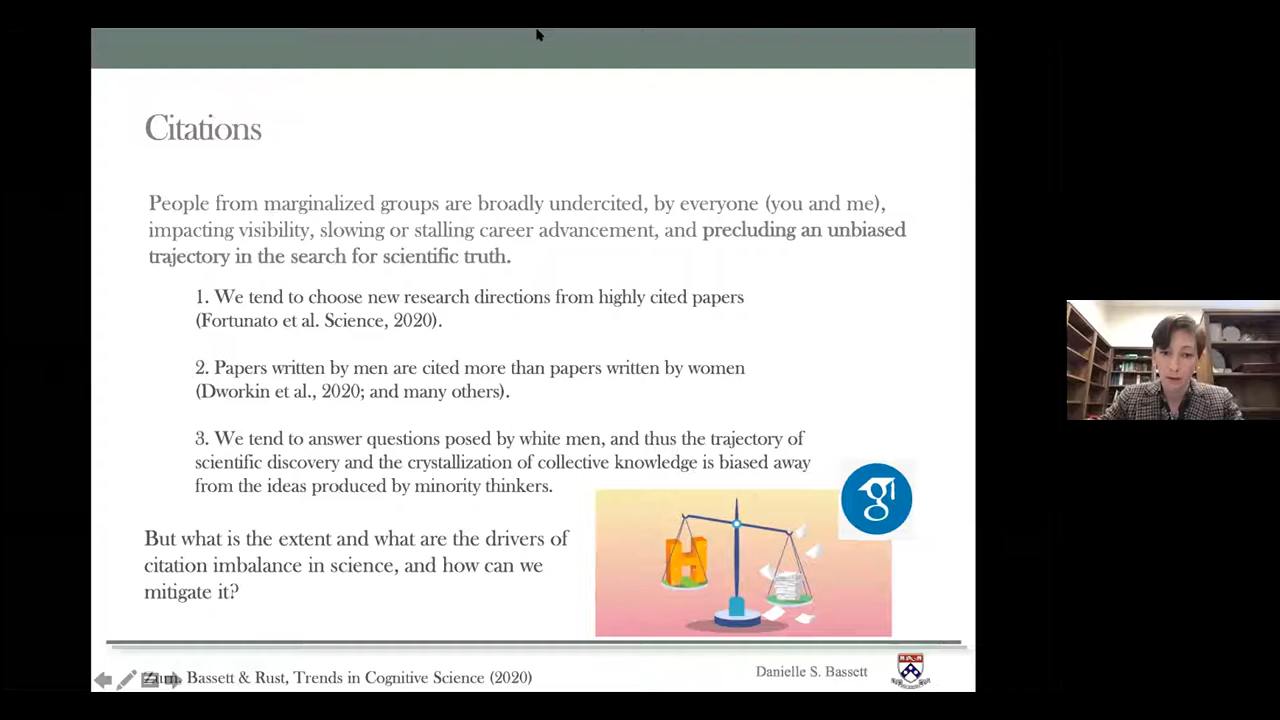 Citations
People from marginalized groups are broadly undercited, by everyone (you and me),
impacting visibility, slowing or stalling career advancement, and precluding an unbiased
trajectory in the search for scientific truth.
1. We tend to choose new research directions from highly cited papers
(Fortunato et al. Science, 2020).
2. Papers written by men are cited more than papers written by women
(Dworkin et al., 2020; and many others).
3. We tend to answer questions posed by white men, and thus the trajectory of
scientific discovery and the crystallization of collective knowledge is biased away
from the ideas produced by minority thinkers.
But what is the extent and what are the drivers of
citation imbalance in science, and how can we
mitigate it?
g
H
Zurn, Bassett & Rust, Trends in Cognitive Science (2020)
Danielle S. Bassett